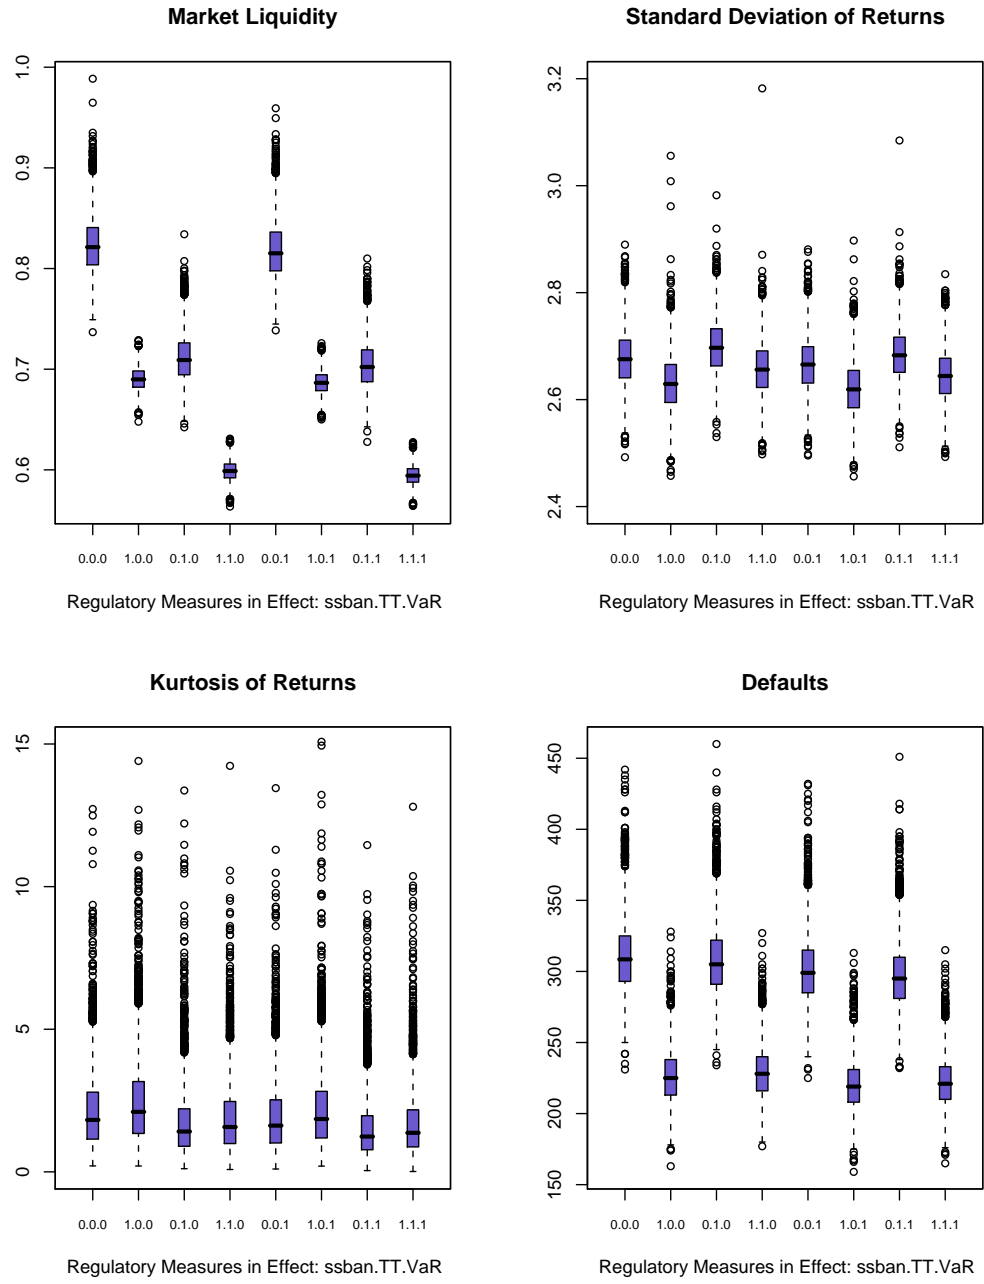 Market Liquidity
1.0
0.9
0.8
0.7
0.6
0.0.0 1.0.0 0.1.0 1.1.0 0.0.1 1.0.1 0.1.1 1.1.1
Regulatory Measures in Effect: ssban.TT.VaR
Standard Deviation of Returns
3.2
3.0
2.8
2.6
2.4
0.0.0 1.0.0 0.1.0 1.1.0 0.0.1 1.0.1 0.1.1 1.1.1
Regulatory Measures in Effect: ssban.TT.VaR
Kurtosis of Returns
15
10
5
0
0.0.0 1.0.0 0.1.0 1.1.0 0.0.1 1.0.1 0.1.1 1.1.1
Regulatory Measures in Effect: ssban.TT.VaR
Defaults
450
400
350
300
250
200
150
0.0.0 1.0.0 0.1.0 1.1.0 0.0.1 1.0.1 0.1.1 1.1.1
Regulatory Measures in Effect: ssban.TT.VaR